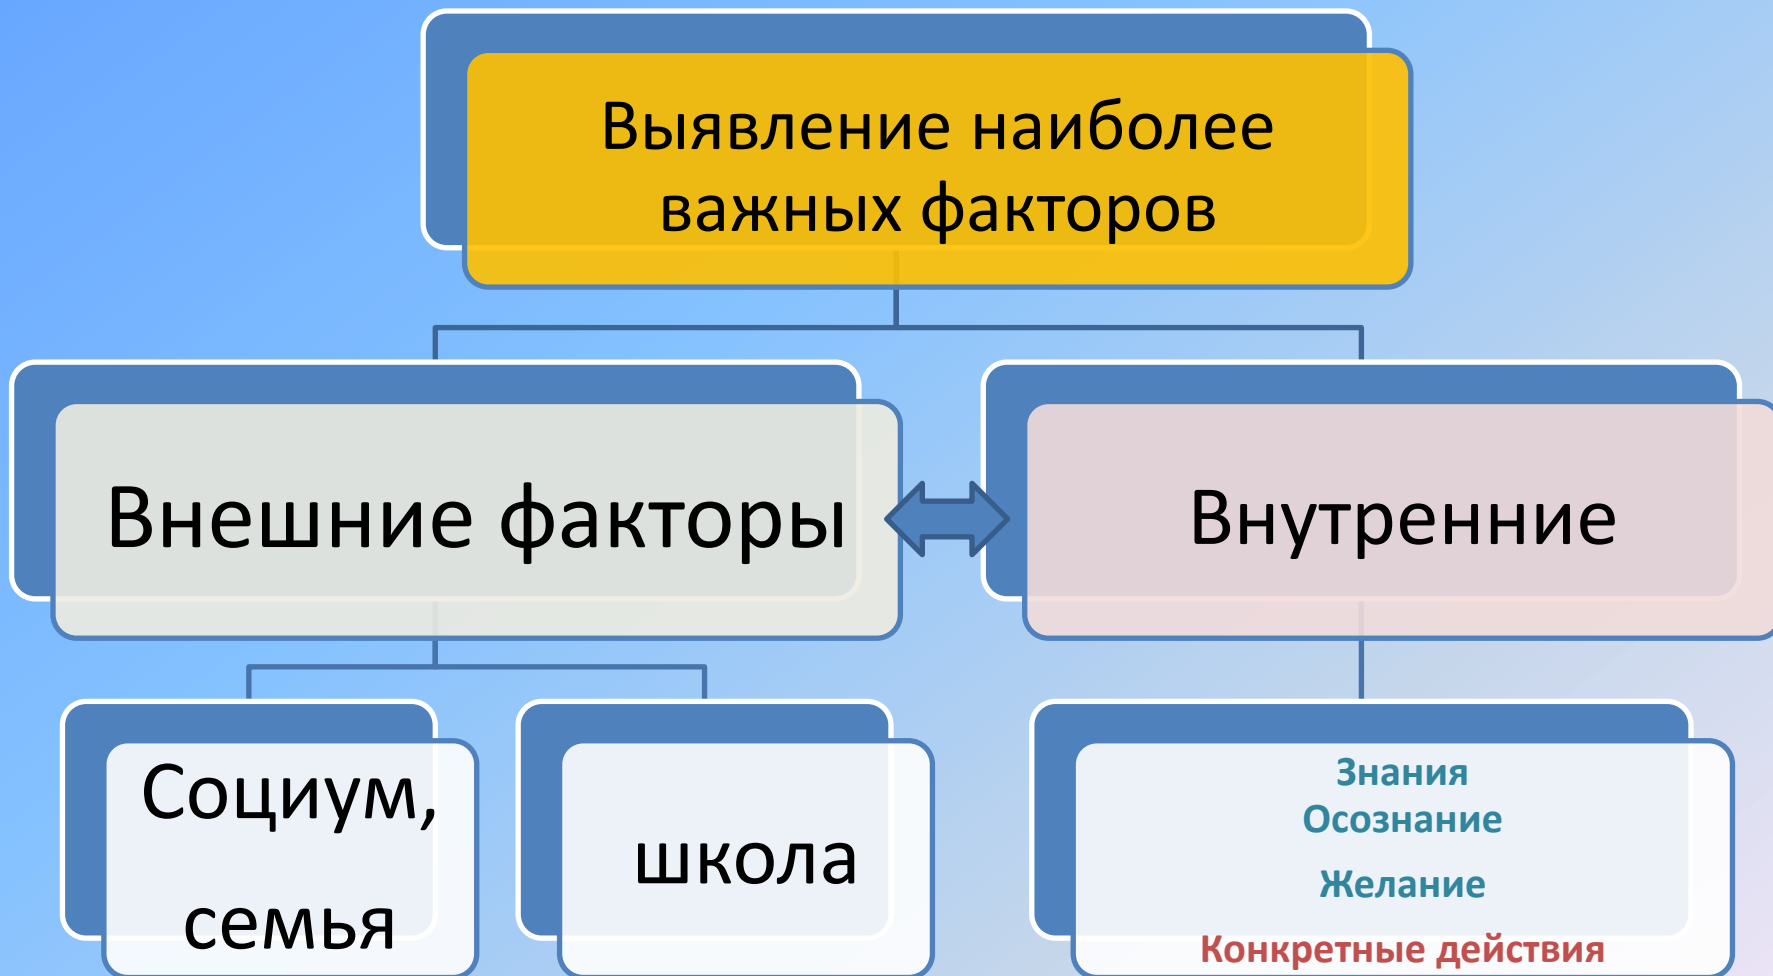 Выявление наиболее
важных факторов
Внешние факторы
Внутренние
Социум,
семья
школа
Знания
Осознание
Желание
Конкретные действия